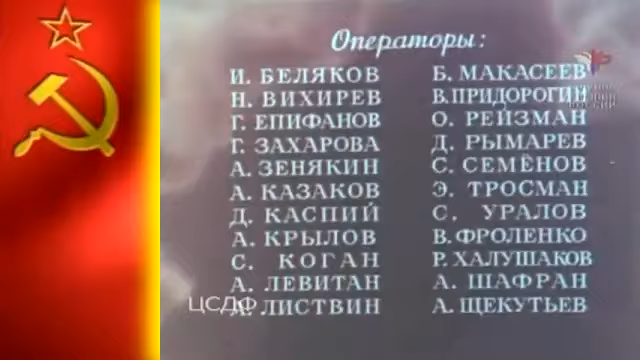 Операторы:
И. БЕЛЯКОВ
Н. ВИХИРЕВ
Г. ЕПИФАНОВ
Г. ЗАХАРОВА
А. ЗЕНЯКИН
А. КАЗАКОВ
Д. КАСПИЙ
А. КРЫЛОВ
С. КОГАН
А. ЛЕВИТАН
А. ЛИСТВИН
Б. МАКАСЕЕВ
В. ПРИДОРОГИН
О. РЕЙЗМАН
Д. РЫМАРЕВ
С. СЕМЁНОВ
Э. ТРОСМАН
С. УРАЛОВ
В. ФРОЛЕНКО
Р. ХАЛУШАКОВ
А. ШАФРАН
А. ЩЕКУТЬЕВ
ЦСДФ